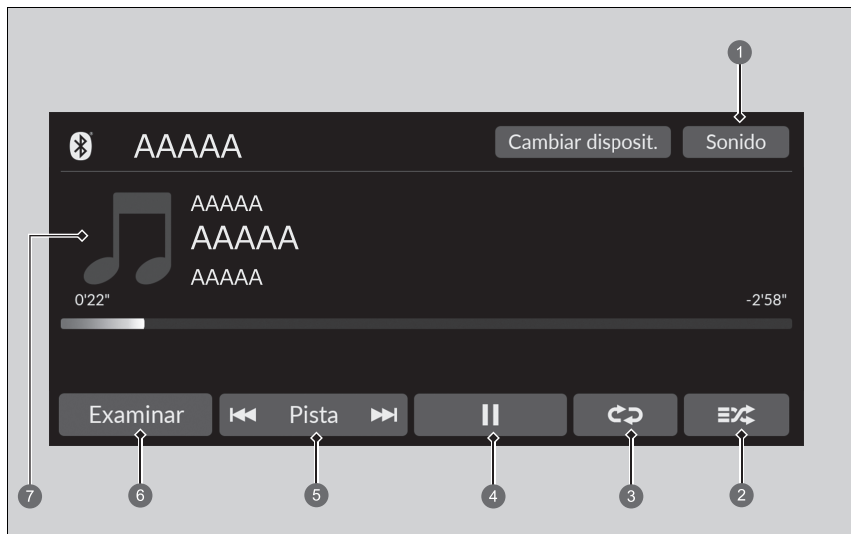 1
AAAAA
Cambiar disposit.
Sonido
AAAAA
AAAAA
AAAAA
0'22"
-2'58"
Examinar
Pista
7
6
5
4
3
2